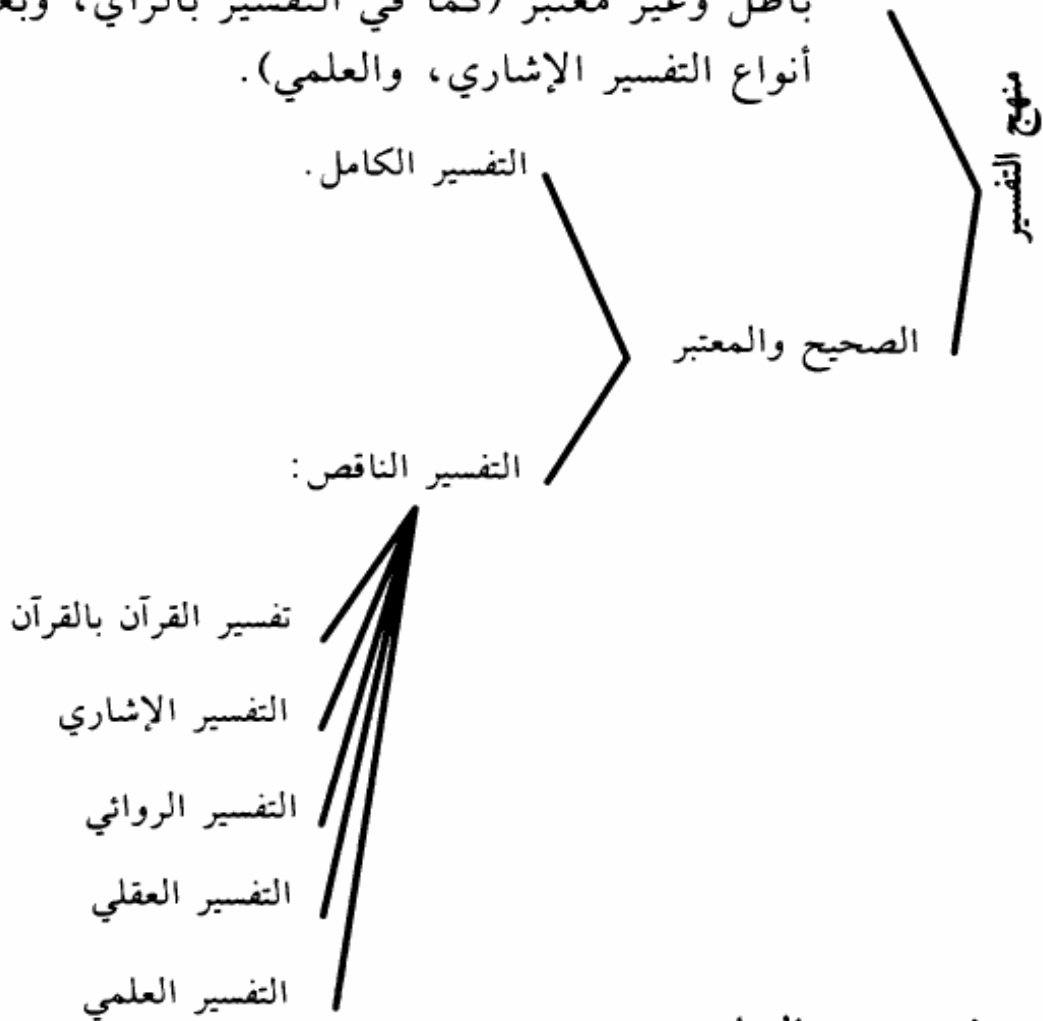 باطل وغير معتبر (كما في التفسير بالرأي، وبع
أنواع التفسير الإشاري، والعلمي).
منهج التفسير
التفسير الكامل.
الصحيح والمعتبر
التفسير الناقص:
تفسير القرآن بالقرآن
التفسير الإشاري
التفسير الروائي
التفسير العقلي
التفسير العلمي